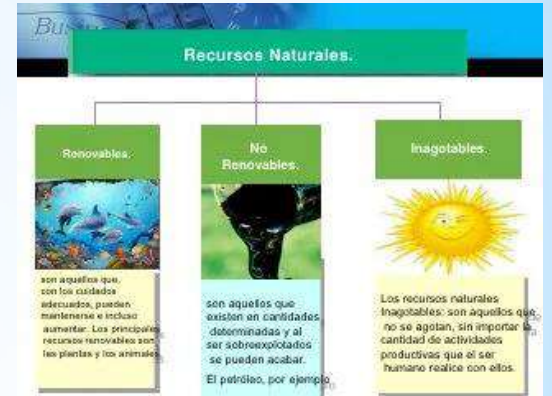 Recursos Naturales.
Renovables.
son aquellos que,
con los cuidados
adecuados, pueden
mantenerse e incluso
aumentar. Los principales
recursos renovables son
las plantas y los animales
No
Renovables.
son aquellos que
existen en cantidades
determinadas y al
ser sobreexplotados
se pueden acabar.
El petróleo, por ejemplo
Inagotables.
Los recursos naturales
Inagotables: son aquellos que
no se agotan, sin importar la
cantidad de actividades
productivas que el ser
humano realice con ellos.